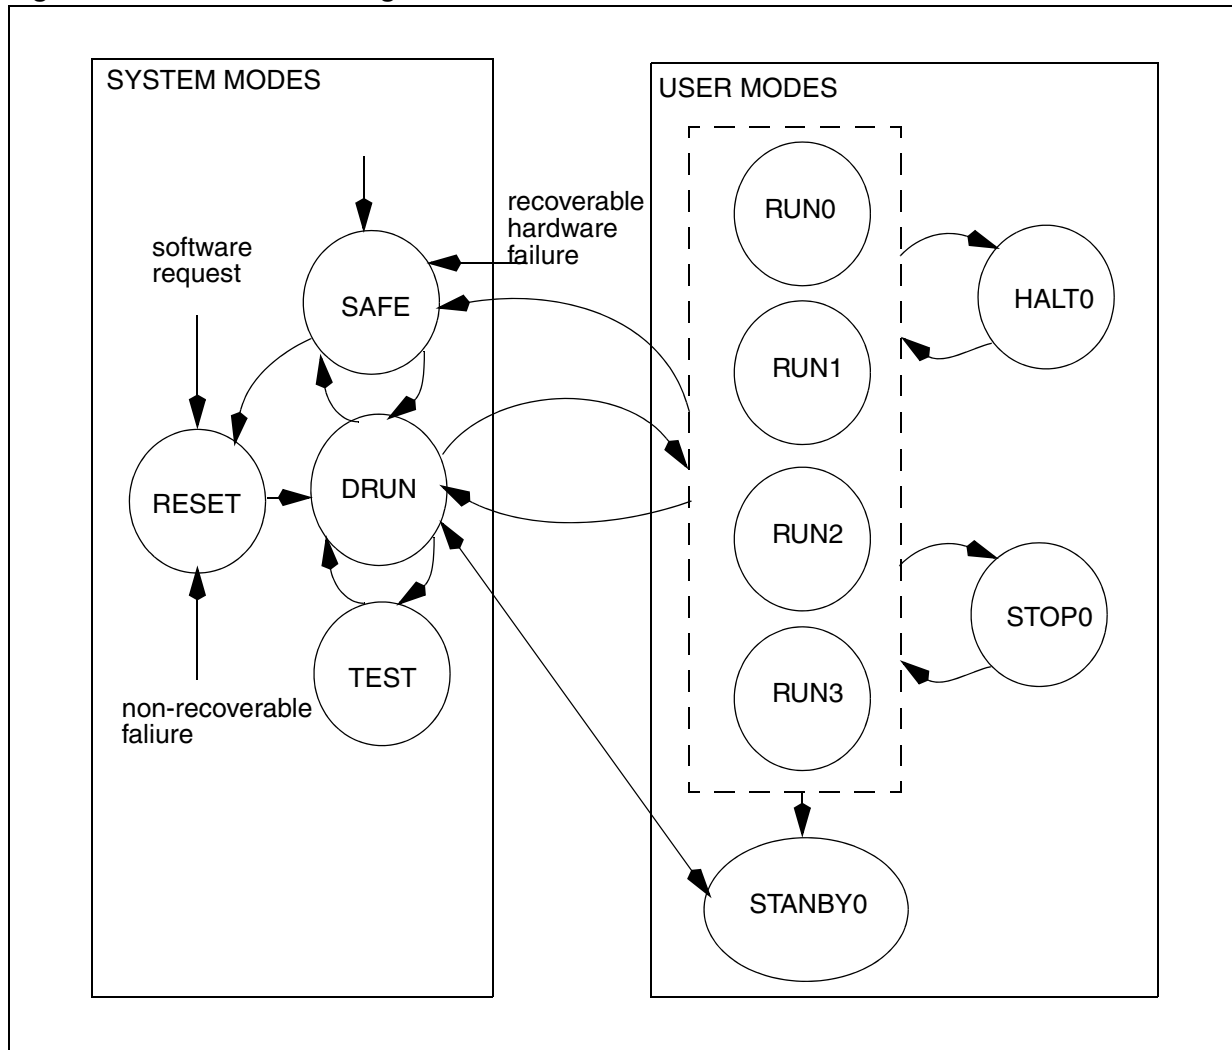 SYSTEM MODES
USER MODES
recoverable
hardware
failure
software
request
SAFE
RESET
DRUN
TEST
non-recoverable
faliure
RUN0
RUN1
RUN2
RUN3
HALT0
STOP0
STANBY0